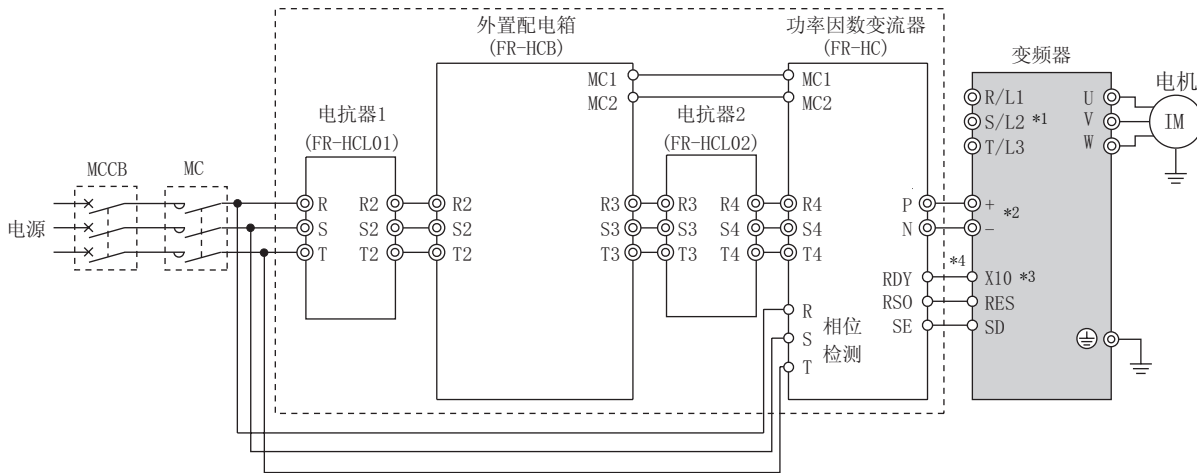 外置配电箱
(FR-HCB)
功率因数变流器
(FR-HC)
变频器
电机
MC1
MC2
MC1
MC2
R/L1
S/L2 *1
T/L3
U
V
W
IM
电抗器1
(FR-HCL01)
电抗器2
(FR-HCL02)
MCCB
MC
电源
R
S
T
R2
S2
T2
R2
S2
T2
R3
S3
T3
R3
S3
T3
R4
S4
T4
R4
S4
T4
P
N
+
-
*2
*4
RDY
RSO
SE
X10 *3
RES
SD
R
S
T
相位
检测